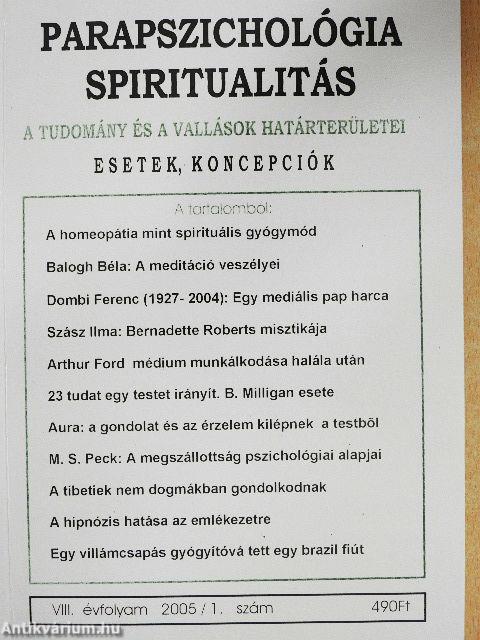 PARAPSZICHOLÓGIA
SPIRITUALITÁS
A TUDOMÁNY ÉS A VALLÁSOK HATÁRTERÜLETEI
ESETEK, KONCEPCIÓK
A tartalomból:
A homeopátia mint spirituális gyógymód
Balogh Béla: A meditáció veszélyei
Dombi Ferenc (1927- 2004): Egy mediális pap harca
Szász Ilma: Bernadette Roberts misztikája
Arthur Ford médium munkálkodása halála után
23 tudat egy testet irányít. B. Milligan esete
Aura: a gondolat és az érzelem kilépnek a testből
M. S. Peck: A megszállottság pszichológiai alapjai
A tibetiek nem dogmákban gondolkodnak
A hipnózis hatása az emlékezetre
Egy villámcsapás gyógyítóvá tett egy brazil fiút
VIII. évfolyam 2005/1. szám 490Ft
Antikvárium.hu